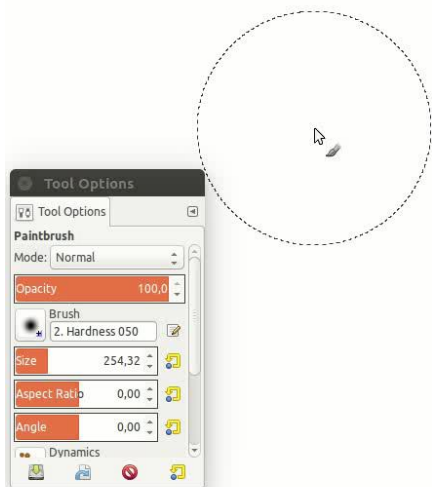 Tool Options
Tool Options
Paintbrush
Mode: Normal
Opacity 100,0
Brush
2. Hardness 050
Size 254,32
Aspect Ratio 0,00
Angle 0,00
Dynamics